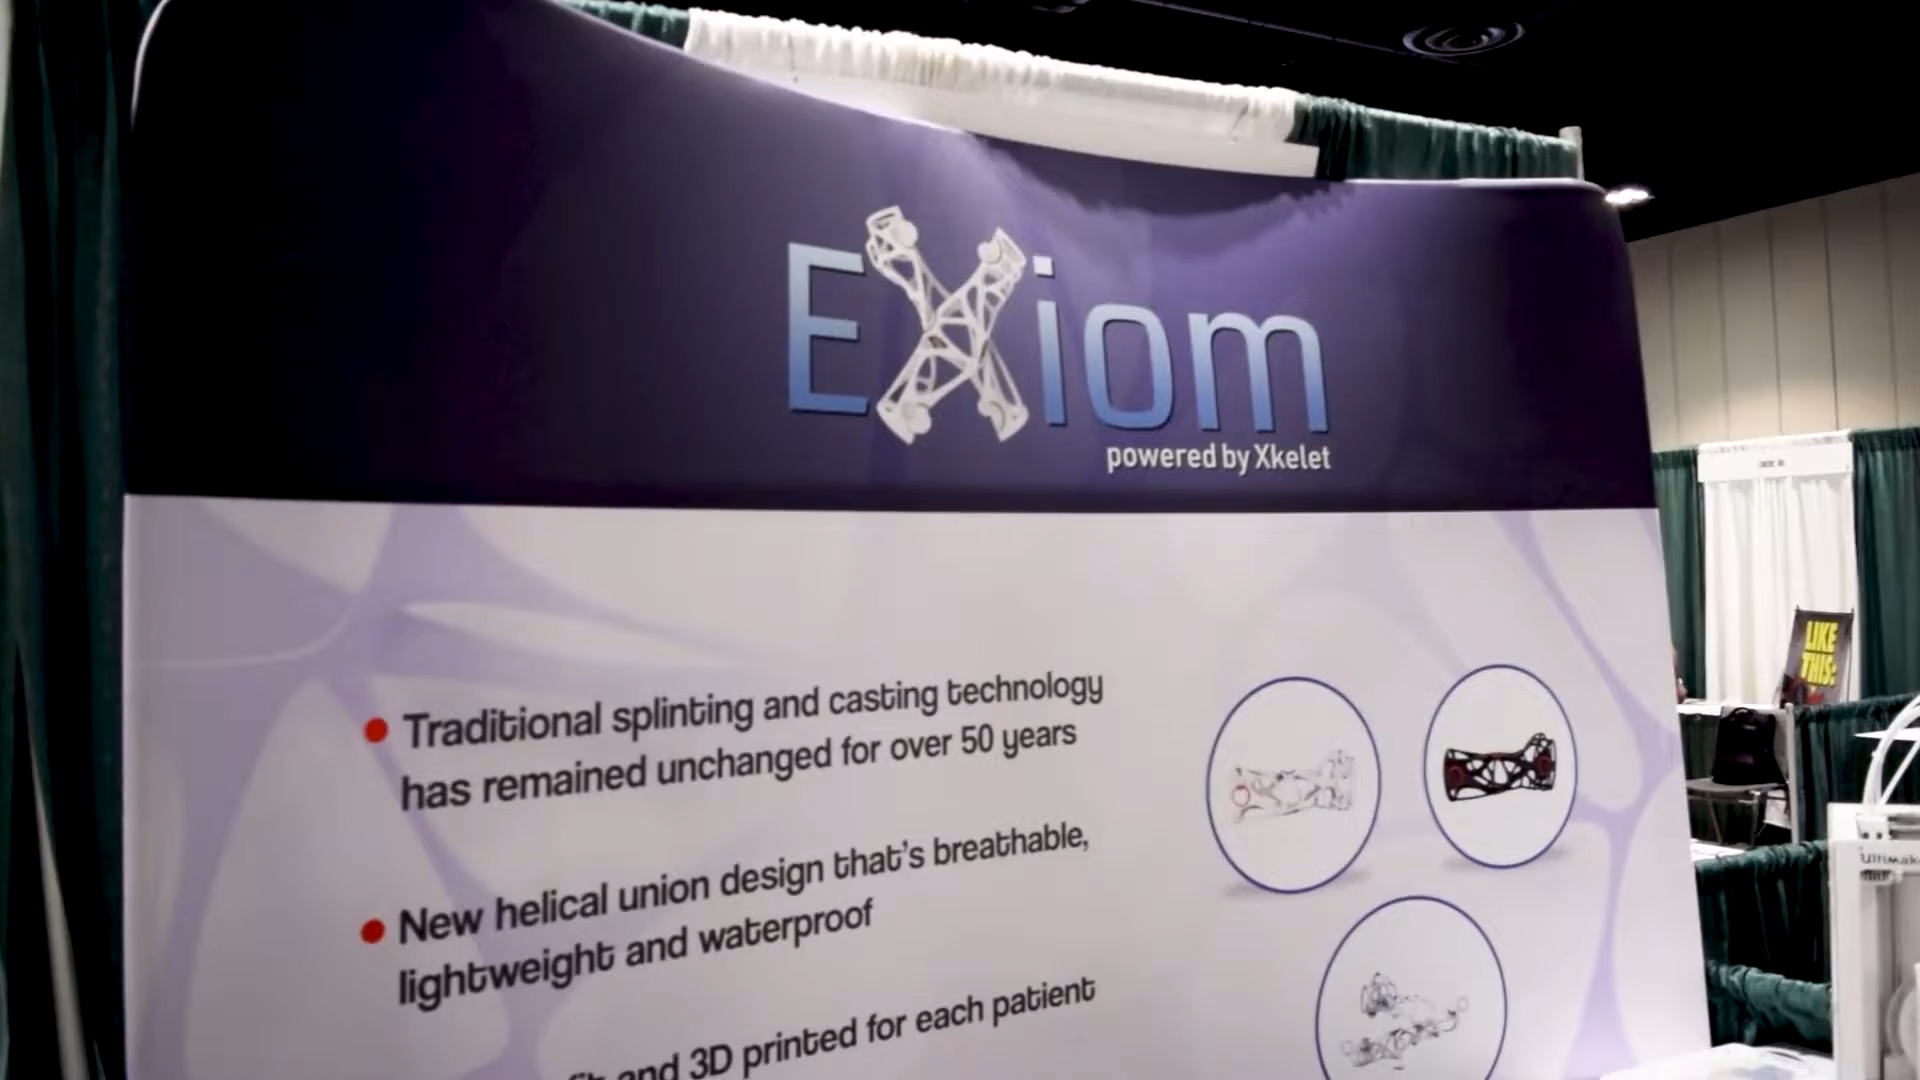 Exiom
powered by Xkelet
Traditional splinting and casting technology
has remained unchanged for over 50 years
New helical union design that's breathable,
lightweight and waterproof
and 3D printed for each patient
LIKE
THIS: